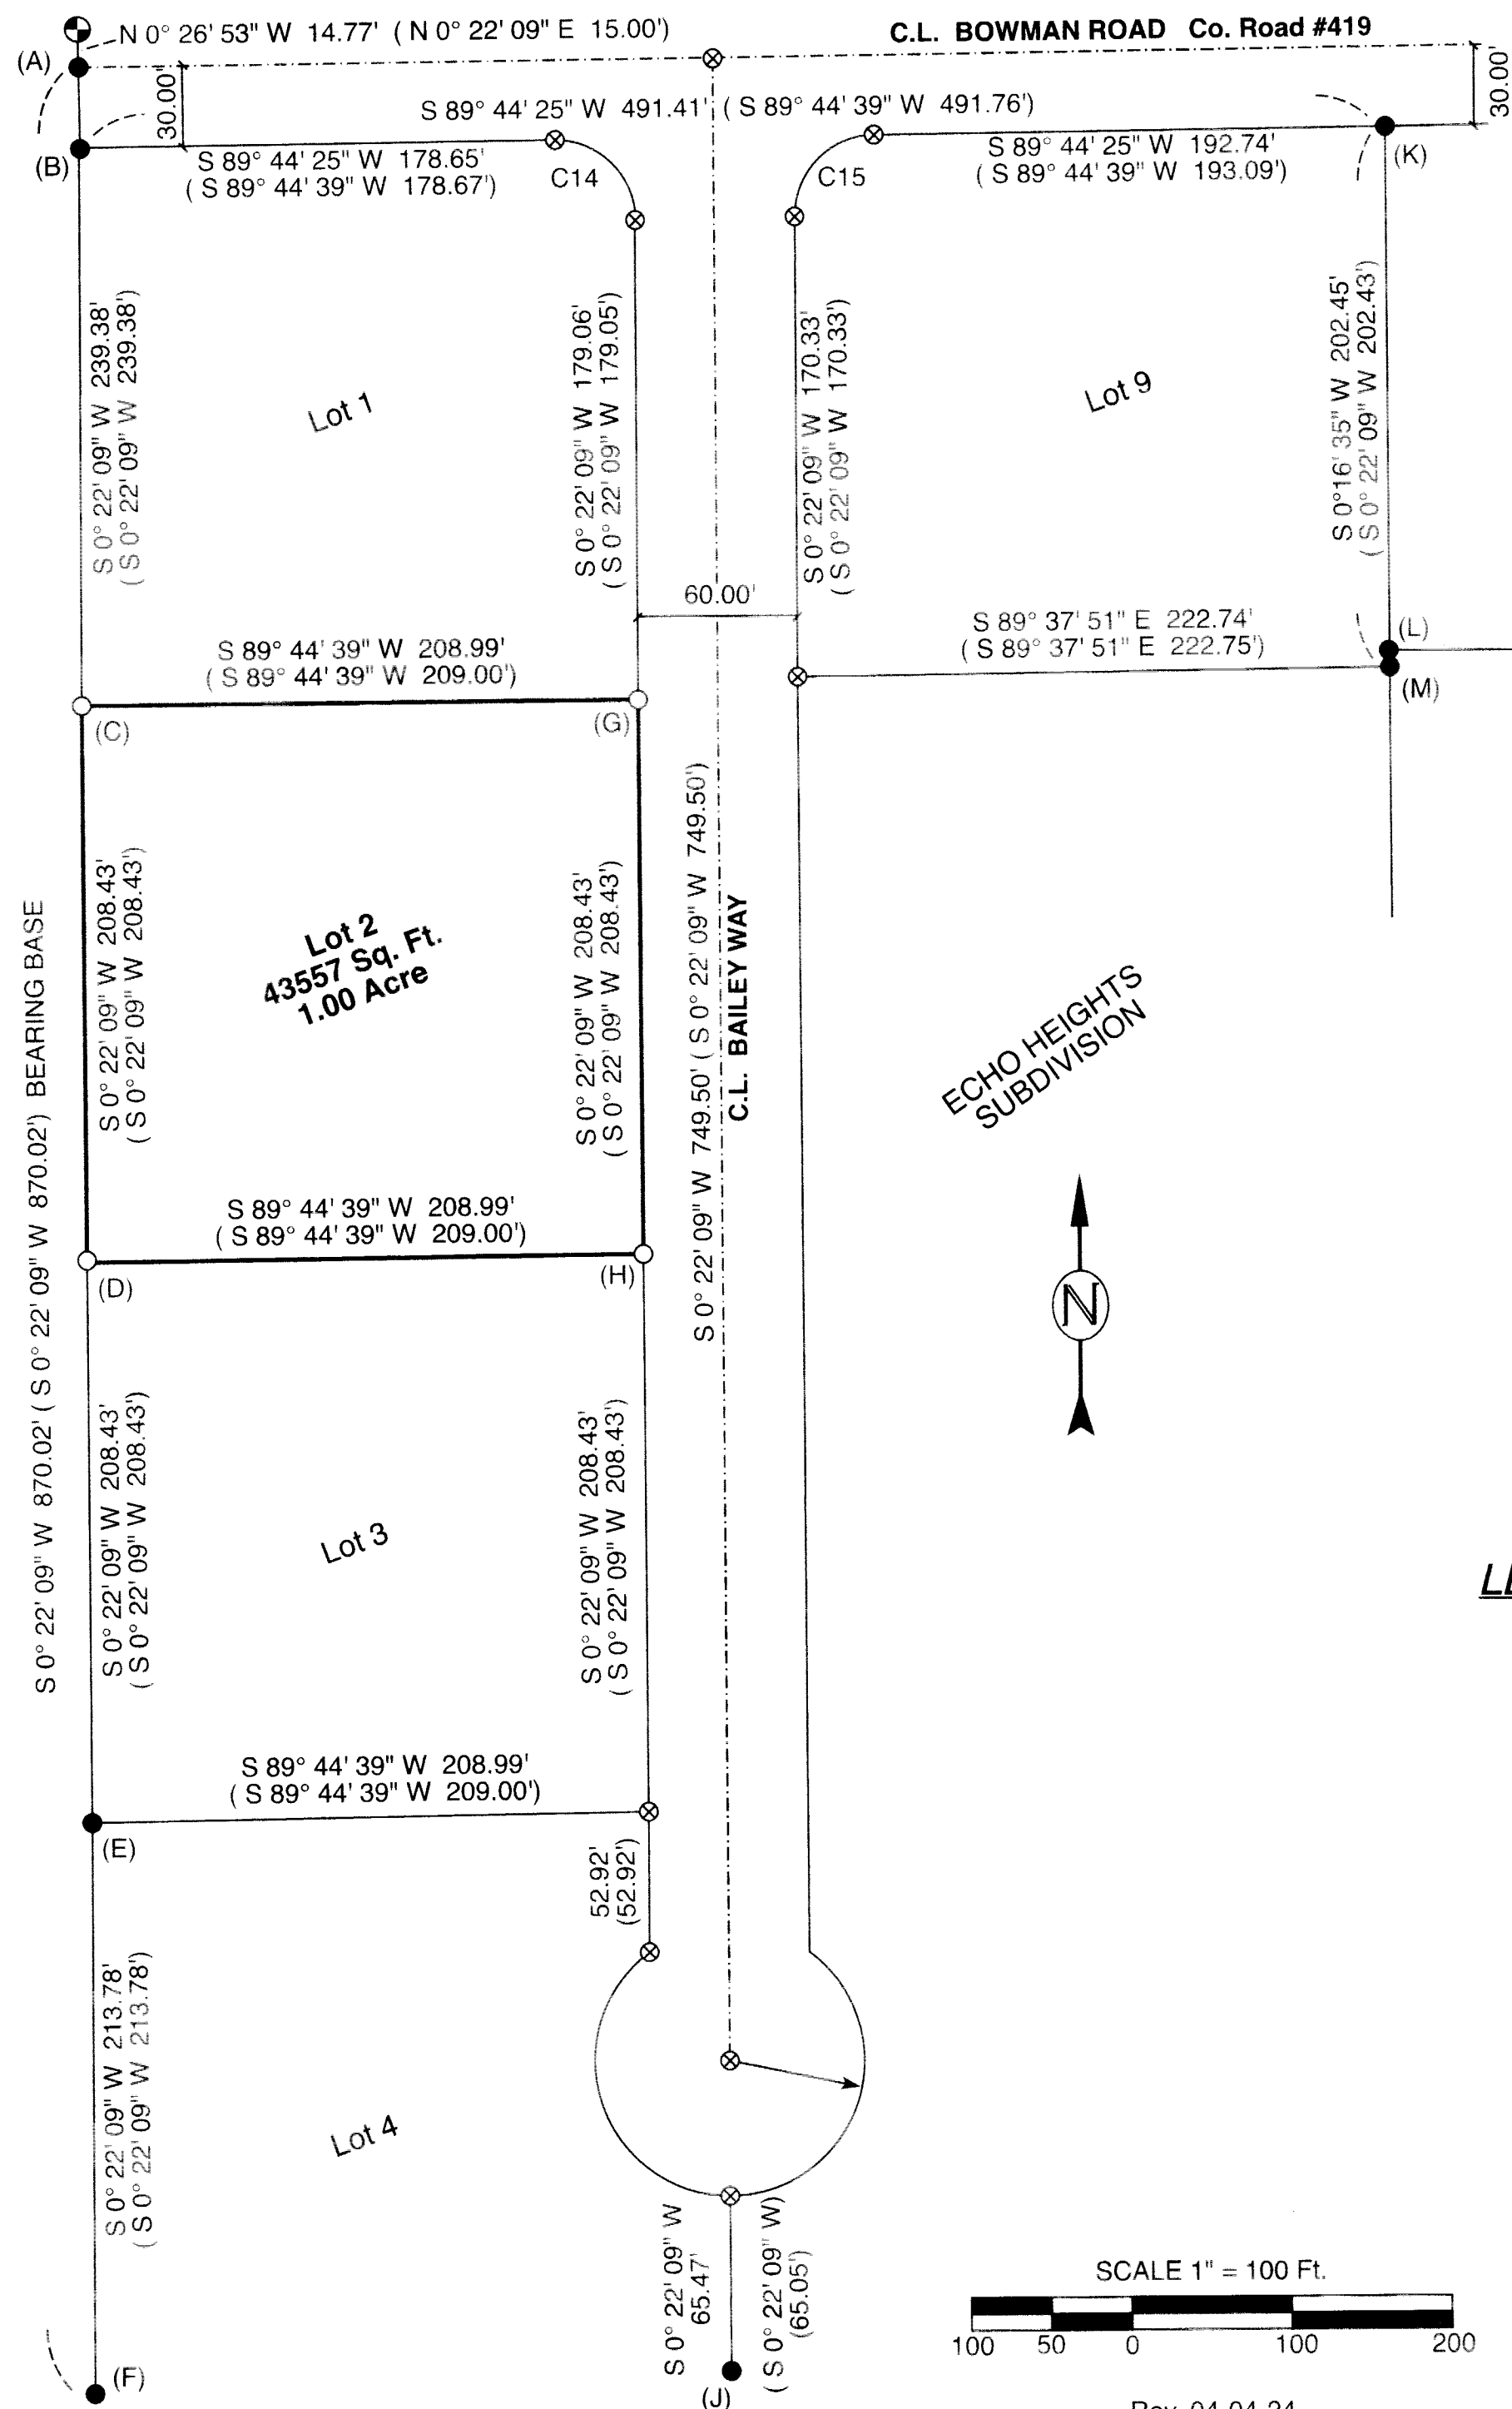 N 0° 26' 53" W 14.77' ( N 0° 22' 09" E 15.00')
C.L. BOWMAN ROAD Co. Road #419
(A)
30.00'
30.00'
S 89° 44' 25" W 491.41' ( S 89° 44' 39" W 491.76')
(B)
S 89° 44' 25" W 178.65'
( S 89° 44' 39" W 178.67')
C14
C15
S 89° 44' 25" W 192.74'
( S 89° 44' 39" W 193.09')
(K)
S 0° 22' 09" W 239.38'
( S 0° 22' 09" W 239.38')
Lot 1
S 0° 22' 09" W 179.06'
( S 0° 22' 09" W 179.05')
S 0° 22' 09" W 170.33'
( S 0° 22' 09" W 170.33')
Lot 9
S 0°16' 35" W 202.45'
( S 0° 22' 09" W 202.43')
60.00'
S 89° 37' 51" E 222.74'
( S 89° 37' 51" E 222.75')
(L)
(M)
S 89° 44' 39" W 208.99'
( S 89° 44' 39" W 209.00')
(C)
(G)
S 0° 22' 09" W 870.02' ( S 0° 22' 09" W 870.02') BEARING BASE
S 0° 22' 09" W 208.43'
( S 0° 22' 09" W 208.43')
Lot 2
43557 Sq. Ft.
1.00 Acre
S 0° 22' 09" W 208.43'
( S 0° 22' 09" W 208.43')
S 0° 22' 09" W 749.50' ( S 0° 22' 09" W 749.50')
C.L. BAILEY WAY
ECHO HEIGHTS
SUBDIVISION
N
S 89° 44' 39" W 208.99'
( S 89° 44' 39" W 209.00')
(D)
(H)
S 0° 22' 09" W 208.43'
( S 0° 22' 09" W 208.43')
Lot 3
S 0° 22' 09" W 208.43'
( S 0° 22' 09" W 208.43')
S 89° 44' 39" W 208.99'
( S 89° 44' 39" W 209.00')
(E)
52.92'
(52.92')
S 0° 22' 09" W 213.78'
( S 0° 22' 09" W 213.78')
Lot 4
S 0° 22' 09" W
65.47'
( S 0° 22' 09" W)
(65.05')
(F)
(J)
SCALE 1" = 100 Ft.
100 50 0 100 200